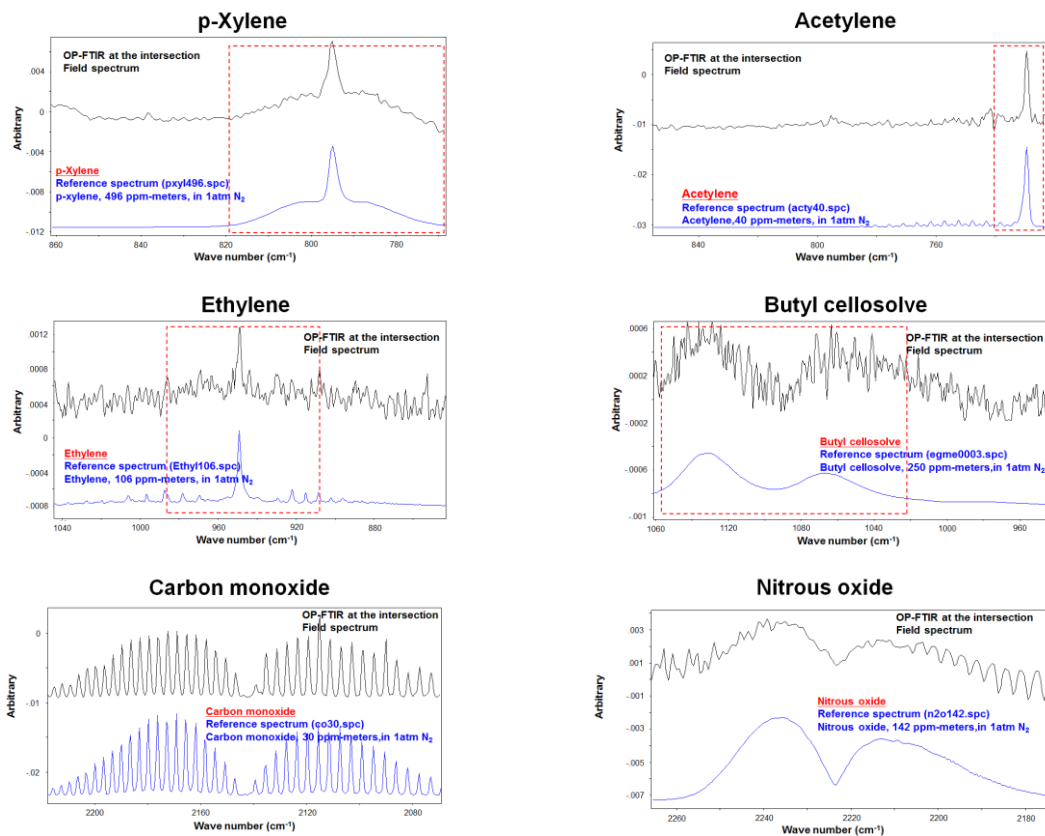 p-Xylene
OP-FTIR at the intersection
Field spectrum
.004
0
-.004
-.008
-.012
Arbitrary
p-Xylene
Reference spectrum (pxyl496.spc)
p-xylene, 496 ppm-meters, in 1atm N₂
860
820
780
Wave number (cm⁻¹)
Acetylene
OP-FTIR at the intersection
Field spectrum
0
-.01
-.02
-.03
Arbitrary
Acetylene
Reference spectrum (acty40.spc)
Acetylene,40 ppm-meters, in 1atm N₂
840
800
760
Wave number (cm⁻¹)
Ethylene
OP-FTIR at the intersection
Field spectrum
.0012
.0008
.0004
0
-.0004
-.0008
Arbitrary
Ethylene
Reference spectrum (Ethyl106.spc)
Ethylene, 106 ppm-meters, in 1atm N₂
1040
1000
960
920
880
Wave number (cm⁻¹)
Butyl cellosolve
OP-FTIR at the intersection
Field spectrum
.0006
.0002
-.0002
-.0006
-.001
Arbitrary
Butyl cellosolve
Reference spectrum (egme0003.spc)
Butyl cellosolve, 250 ppm-meters,in 1atm N₂
1060
1120
1080
1040
1000
960
Wave number (cm⁻¹)
Carbon monoxide
OP-FTIR at the intersection
Field spectrum
0
-.01
-.02
Arbitrary
Carbon monoxide
Reference spectrum (co30.spc)
Carbon monoxide, 30 ppm-meters,in 1atm N₂
2200
2160
2120
2080
Wave number (cm⁻¹)
Nitrous oxide
OP-FTIR at the intersection
Field spectrum
.003
.001
-.001
-.003
-.005
-.007
Arbitrary
Nitrous oxide
Reference spectrum (n2o142.spc)
Nitrous oxide, 142 ppm-meters,in 1atm N₂
2260
2240
2220
2200
2180
Wave number (cm⁻¹)